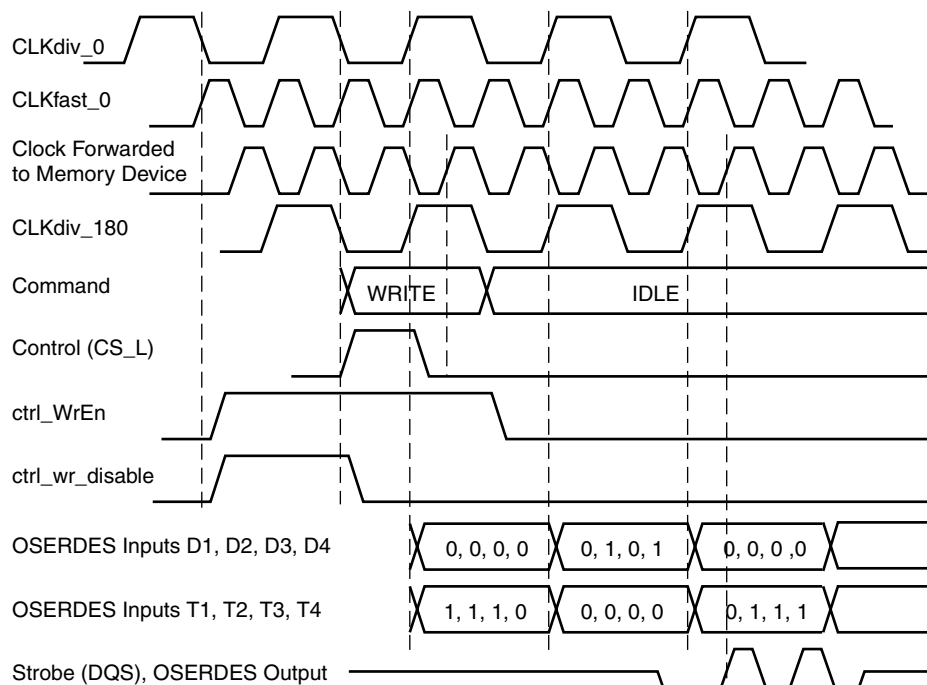 CLKdiv_0
CLKfast_0
Clock Forwarded
to Memory Device
CLKdiv_180
Command
WRITE
IDLE
Control (CS_L)
ctrl_WrEn
ctrl_wr_disable
OSERDES Inputs D1, D2, D3, D4
0, 0, 0, 0
0, 1, 0, 1
0, 0, 0 ,0
OSERDES Inputs T1, T2, T3, T4
1, 1, 1, 0
0, 0, 0, 0
0, 1, 1, 1
Strobe (DQS), OSERDES Output